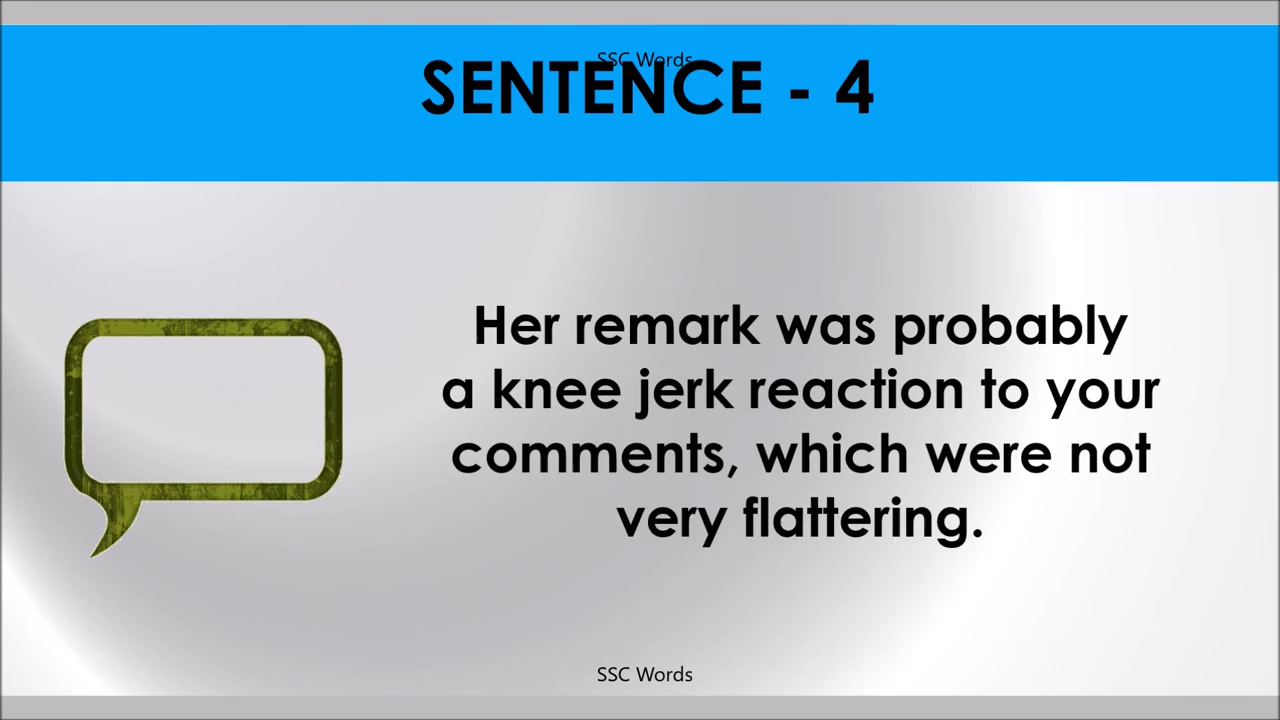 SSC Words
SENTENCE - 4
Her remark was probably
a knee jerk reaction to your
comments, which were not
very flattering.
SSC Words